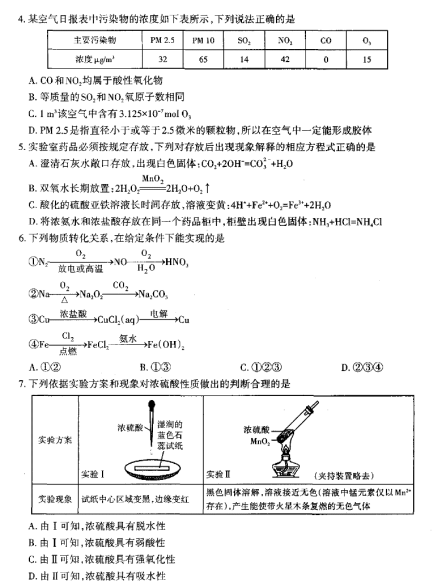 4. 某空气日报表中污染物的浓度如下表所示,下列说法正确的是
主要污染物 PM 2.5 PM 10 SO₂ NO₂ CO O₃
浓度 μg/m³ 32 65 14 42 0 15
A. CO 和 NO₂均属于酸性氧化物
B. 等质量的SO₂和NO₂氧原子数相同
C. 1 m³该空气中含有3.125×10⁻⁷mol O₃
D. PM 2.5是指直径小于或等于2.5微米的颗粒物,所以在空气中一定能形成胶体
5. 实验室药品必须按规定存放,下列对存放后出现现象解释的相应方程式正确的是
A. 澄清石灰水敞口存放,出现白色固体:CO₂+2OH⁻=CO₃²⁻+H₂O
MnO₂
B. 双氧水长期放置:2H₂O₂══2H₂O+O₂↑
C. 酸化的硫酸亚铁溶液长时间存放,溶液变黄:4H⁺+Fe²⁺+O₂=Fe³⁺+2H₂O
D. 将浓氨水和浓盐酸存放在同一个药品柜中,柜壁出现白色固体:NH₃+HCl=NH₄Cl
6. 下列物质转化关系,在给定条件下能实现的是
O₂ O₂
①N₂→NO→HNO₃
放电或高温 H₂O
O₂ CO₂
②Na→Na₂O₂→Na₂CO₃
△
浓盐酸 电解
③Cu→CuCl₂(aq)→Cu
Cl₂ 氨水
④Fe→FeCl₂→Fe(OH)₂
点燃
A. ①② B. ①③ C. ①②③ D. ②③④
7. 下列依据实验方案和现象对浓硫酸性质做出的判断合理的是
实验方案
浓硫酸 湿润的
蓝色石
蕊试纸
实验Ⅰ
浓硫酸
MnO₂
实验Ⅱ (夹持装置略去)
实验现象 试纸中心区域变黑,边缘变红
黑色固体溶解,溶液接近无色(溶液中锰元素仅以Mn²⁺
存在),产生能使带火星木条复燃的无色气体
A. 由Ⅰ可知,浓硫酸具有脱水性
B. 由Ⅰ可知,浓硫酸具有弱酸性
C. 由Ⅱ可知,浓硫酸具有强氧化性
D. 由Ⅱ可知,浓硫酸具有吸水性